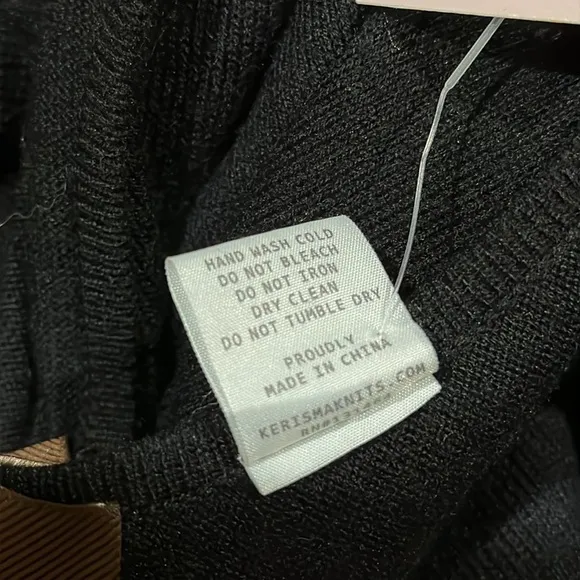 HAND WASH COLD
DO NOT BLEACH
DO NOT IRON
DRY CLEAN
DO NOT TUMBLE DRY
PROUDLY
MADE IN CHINA
KERISMAKNITS.COM